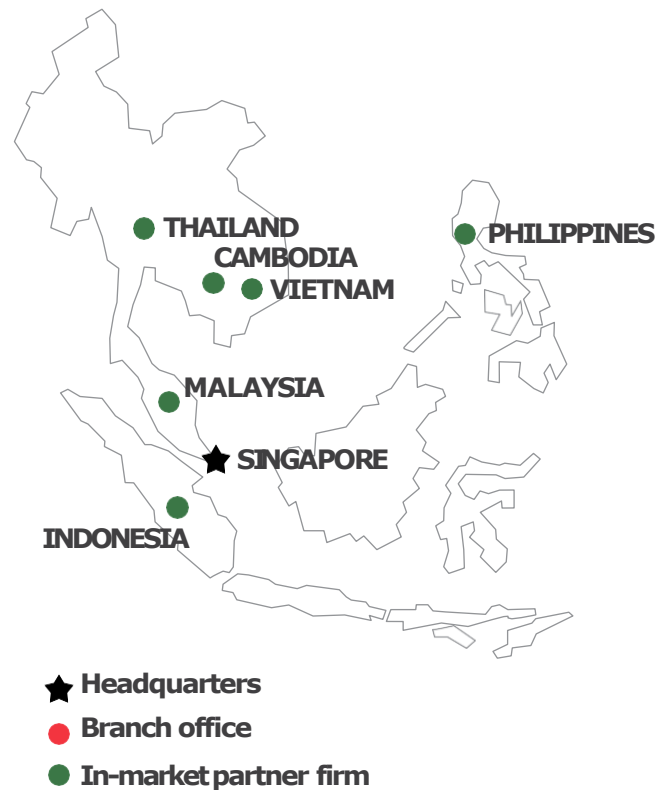 THAILAND
PHILIPPINES
CAMBODIA
VIETNAM
MALAYSIA
SINGAPORE
INDONESIA
Headquarters
Branch office
In-market partner firm